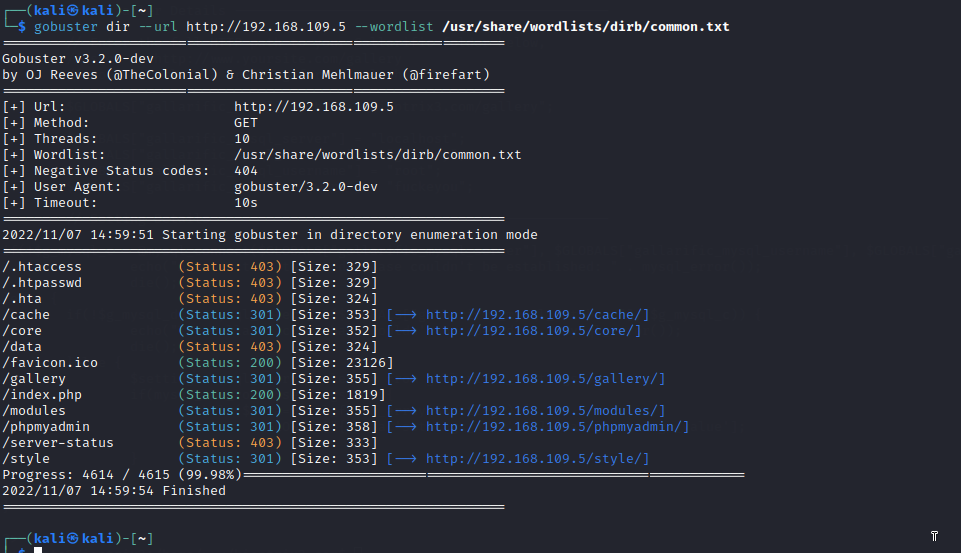 ┌──(kali㉿kali)-[~]
└─$ gobuster dir --url http://192.168.109.5 --wordlist /usr/share/wordlists/dirb/common.txt
===============================================================
Gobuster v3.2.0-dev
by OJ Reeves (@TheColonial) & Christian Mehlmauer (@firefart)
===============================================================
[+] Url:                     http://192.168.109.5
[+] Method:                  GET
[+] Threads:                 10
[+] Wordlist:                /usr/share/wordlists/dirb/common.txt
[+] Negative Status codes:   404
[+] User Agent:              gobuster/3.2.0-dev
[+] Timeout:                 10s
===============================================================
2022/11/07 14:59:51 Starting gobuster in directory enumeration mode
===============================================================
/.htaccess            (Status: 403) [Size: 329]
/.htpasswd            (Status: 403) [Size: 329]
/.hta                 (Status: 403) [Size: 324]
/cache                (Status: 301) [Size: 353] [--> http://192.168.109.5/cache/]
/core                 (Status: 301) [Size: 352] [--> http://192.168.109.5/core/]
/data                 (Status: 403) [Size: 324]
/favicon.ico          (Status: 200) [Size: 23126]
/gallery              (Status: 301) [Size: 355] [--> http://192.168.109.5/gallery/]
/index.php            (Status: 200) [Size: 1819]
/modules              (Status: 301) [Size: 355] [--> http://192.168.109.5/modules/]
/phpmyadmin           (Status: 301) [Size: 358] [--> http://192.168.109.5/phpmyadmin/]
/server-status        (Status: 403) [Size: 333]
/style                (Status: 301) [Size: 353] [--> http://192.168.109.5/style/]
Progress: 4614 / 4615 (99.98%)===============================================================
2022/11/07 14:59:54 Finished
===============================================================
┌──(kali㉿kali)-[~]
└─$